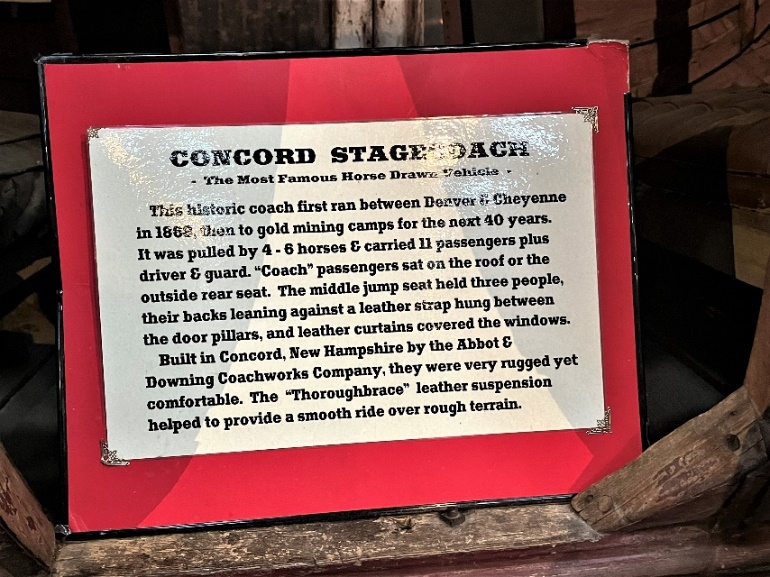 CONCORD STAGECOACH
- The Most Famous Horse Drawn Vehicle -
This historic coach first ran between Denver & Cheyenne
in 1862, then to gold mining camps for the next 40 years.
It was pulled by 4 - 6 horses & carried 11 passengers plus
driver & guard. "Coach" passengers sat on the roof or the
outside rear seat. The middle jump seat held three people,
their backs leaning against a leather strap hung between
the door pillars, and leather curtains covered the windows.
Built in Concord, New Hampshire by the Abbot &
Downing Coachworks Company, they were very rugged yet
comfortable. The "Thoroughbrace" leather suspension
helped to provide a smooth ride over rough terrain.